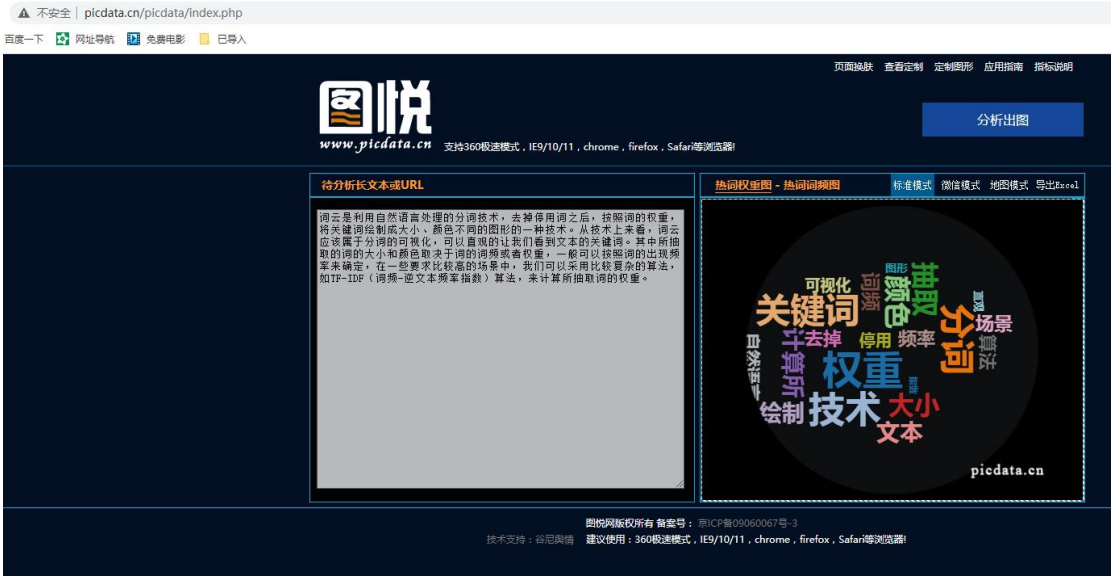 不安全 | picdata.cn/picdata/index.php
百度一下 网址导航 免费电影 已导入
页面换肤 查看定制 定制图形 应用指南 指标说明
图悦
www.picdata.cn 支持360极速模式，IE9/10/11，chrome，firefox，Safari等浏览器!
分析出图
待分析长文本或URL
热词权重图 - 热词词频图 标准模式 微信模式 地图模式 导出Excel
词云是利用自然语言处理的分词技术，去掉停用词之后，按照词的权重，
将关键词绘制成大小、颜色不同的图形的一种技术。从技术上来看，词云
应该属于分词的可视化，可以直观的让我们看到文本的关键词。其中所抽
取的词的大小和颜色取决于词的词频或者权重，一般可以按照词的出现频
率来确定，在一些要求比较高的场景中，我们可以采用比较复杂的算法，
如TF-IDF（词频-逆文本频率指数）算法，来计算所抽取词的权重。
图形
抽取
颜色
词频
可视化
直观
关键词
分词
场景
计算所
去掉
停用
频率
算法
自然语言
权重
绘制
技术
大小
文本
picdata.cn
图悦网版权所有 备案号： 京ICP备09060067号-3
技术支持：谷尼舆情 建议使用：360极速模式，IE9/10/11，chrome，firefox，Safari等浏览器!